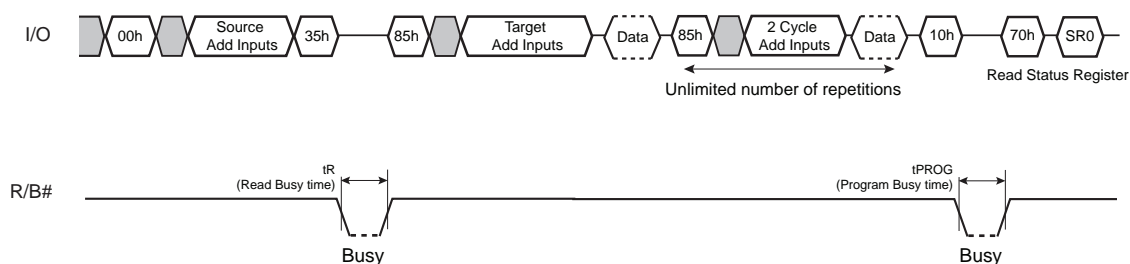 I/O
00h
Source
Add Inputs
35h
85h
Target
Add Inputs
Data
85h
2 Cycle
Add Inputs
Data
10h
70h
SR0
Unlimited number of repetitions
Read Status Register
R/B#
tR
(Read Busy time)
Busy
tPROG
(Program Busy time)
Busy